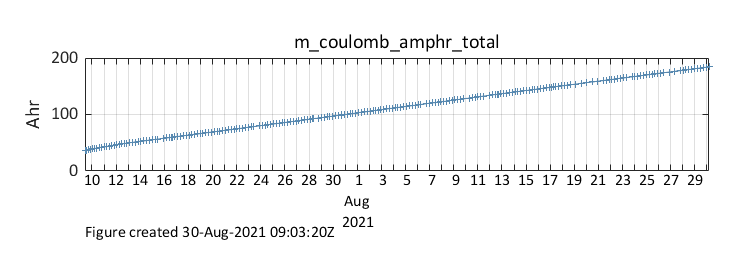 m_coulomb_amphr_total
200
100
0
Ahr
10 12 14 16 18 20 22 24 26 28 30 1 3 5 7 9 11 13 15 17 19 21 23 25 27 29
Aug
2021
Figure created 30-Aug-2021 09:03:20Z